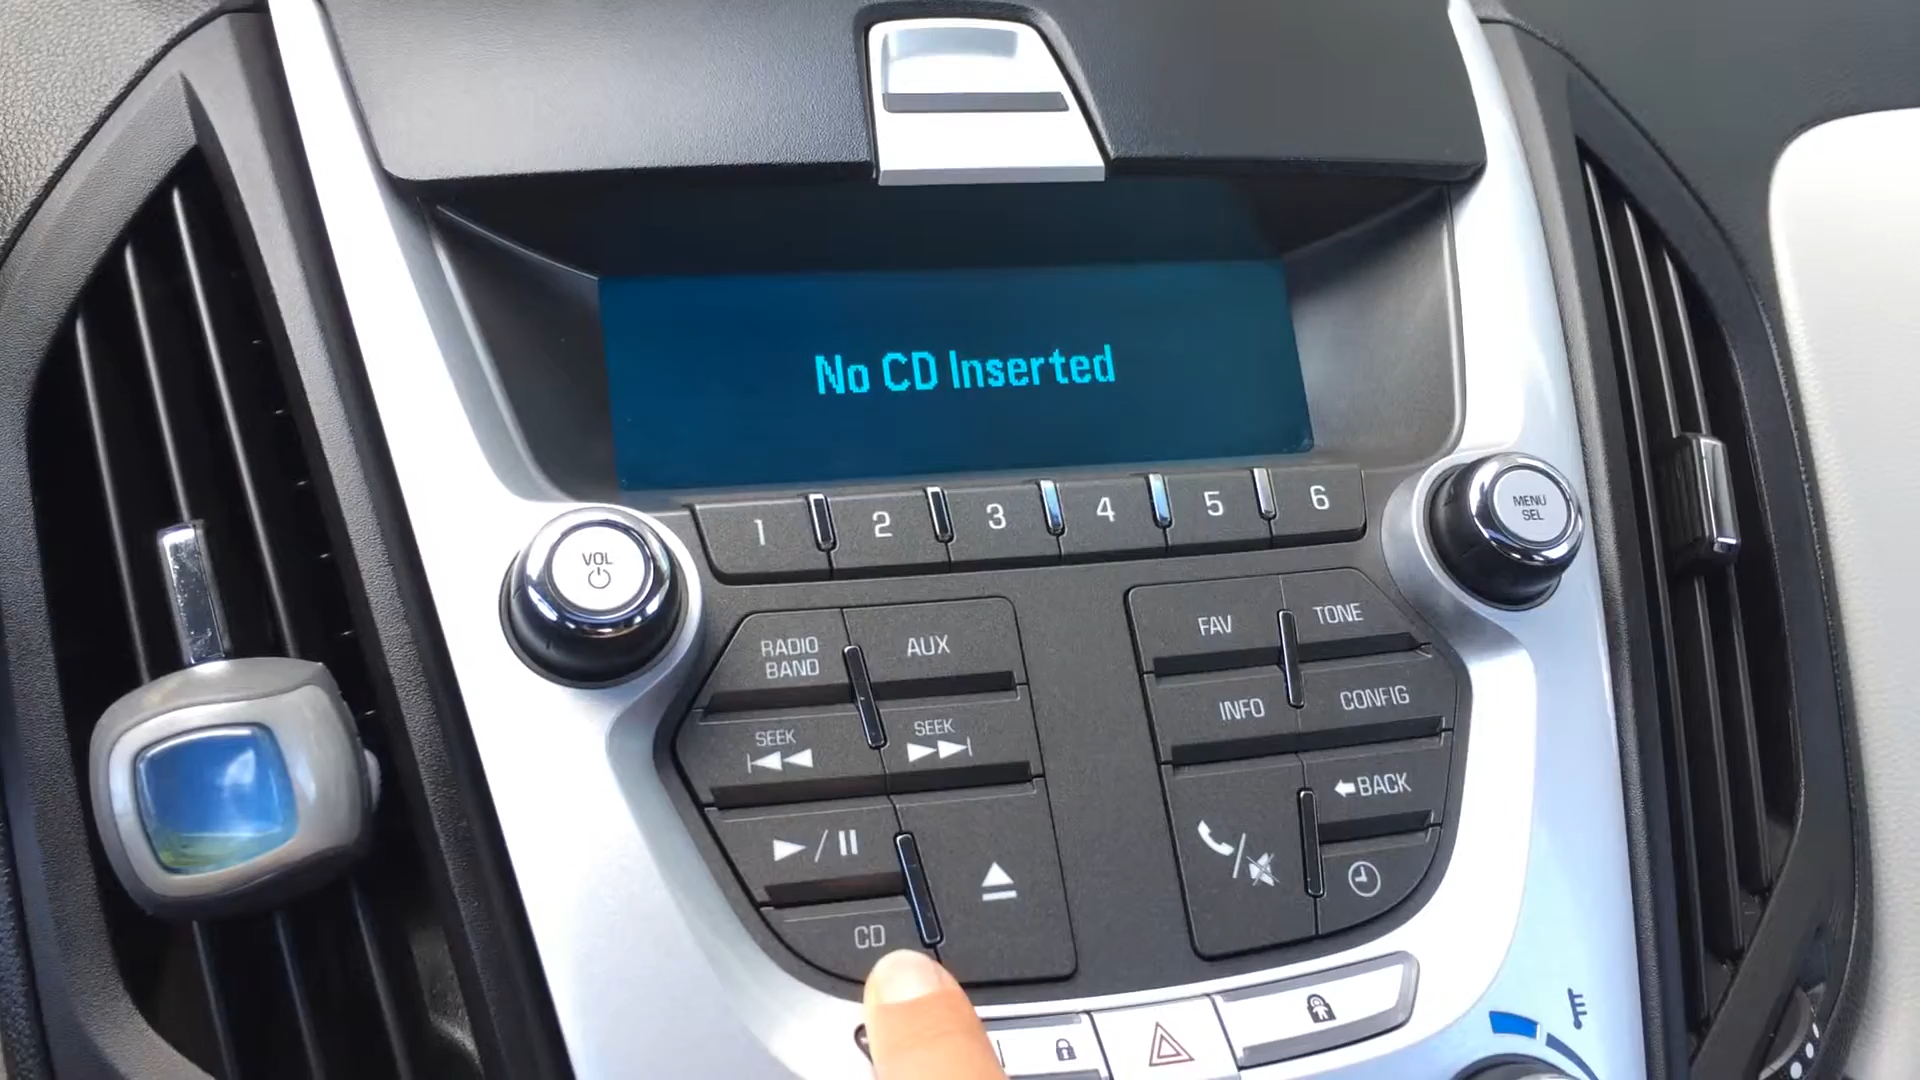 No CD Inserted
1 2 3 4 5 6
VOL
MENU
SEL
RADIO
BAND
AUX
FAV
TONE
SEEK
SEEK
INFO
CONFIG
BACK
CD